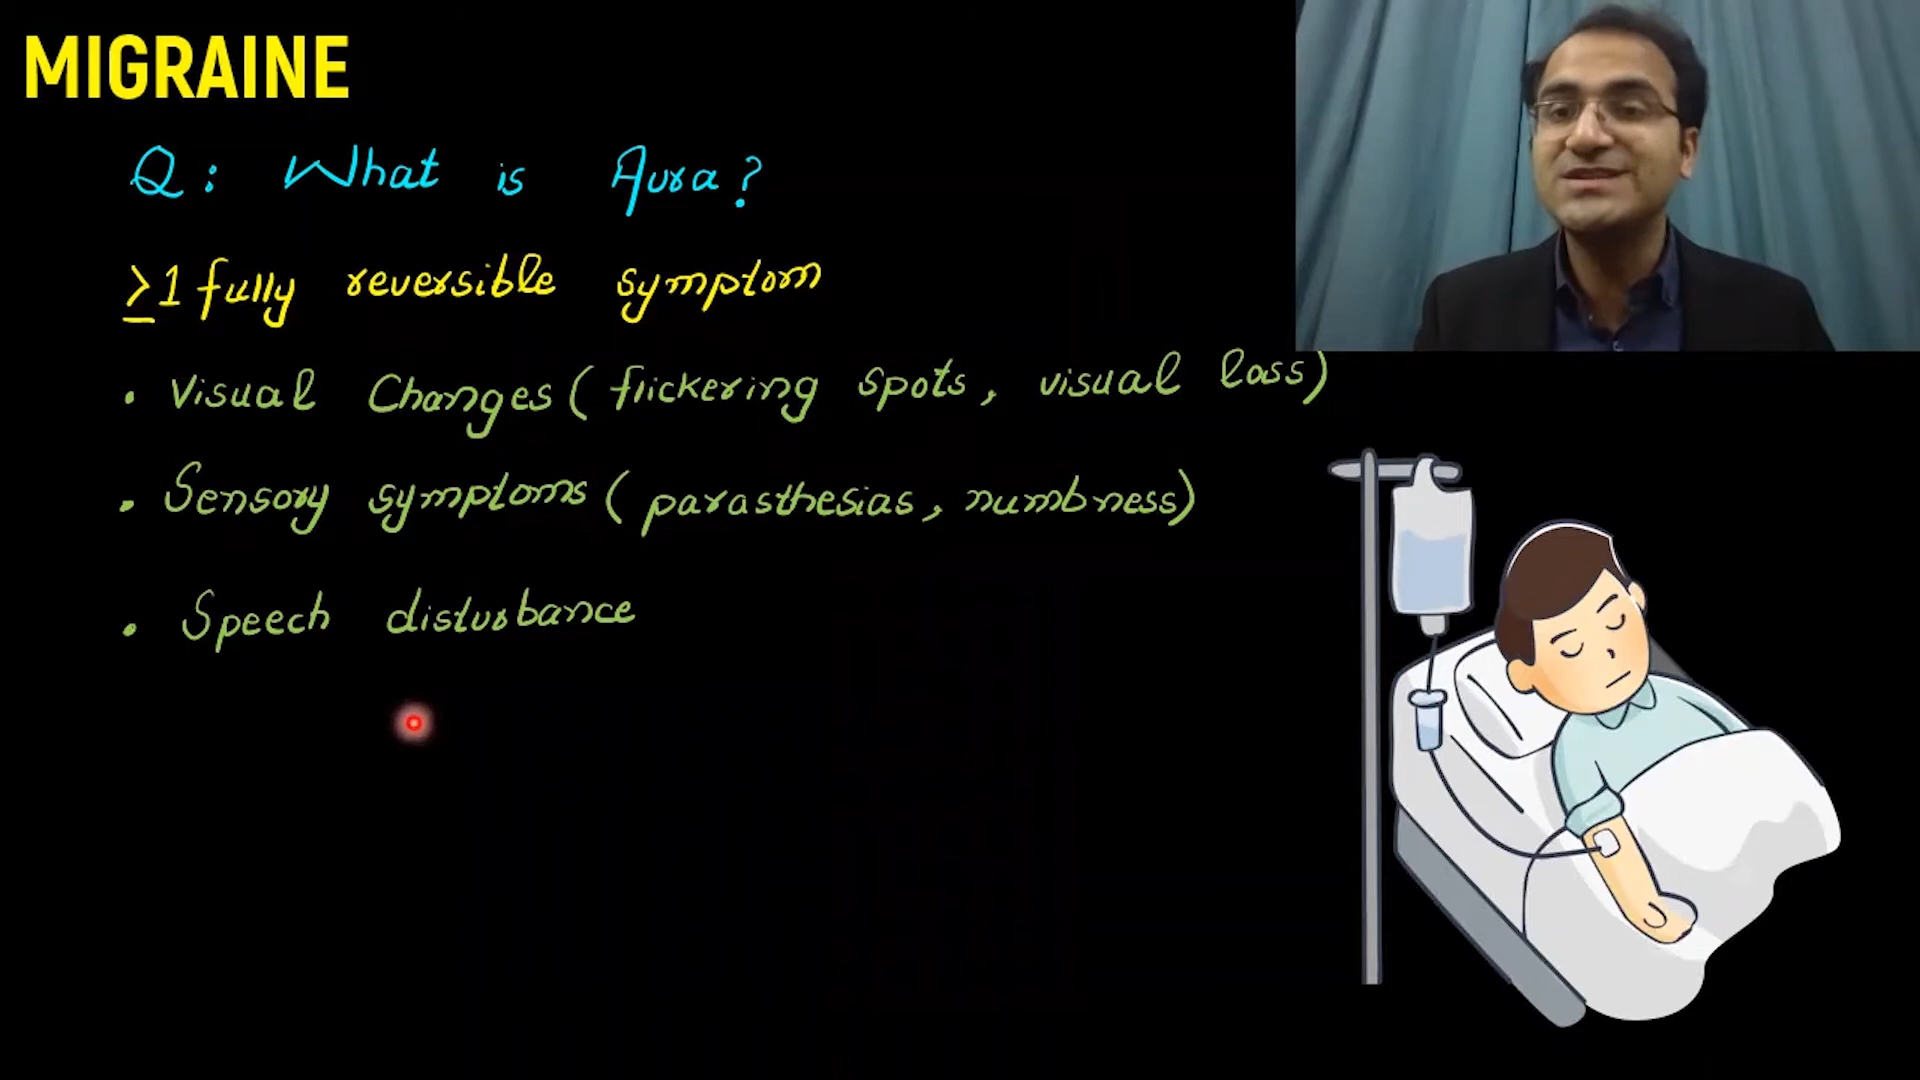 MIGRAINE
Q: What is Aura?
≥1 fully reversible symptom
• Visual Changes (flickering spots, visual loss)
• Sensory symptoms (parasthesias, numbness)
• Speech disturbance